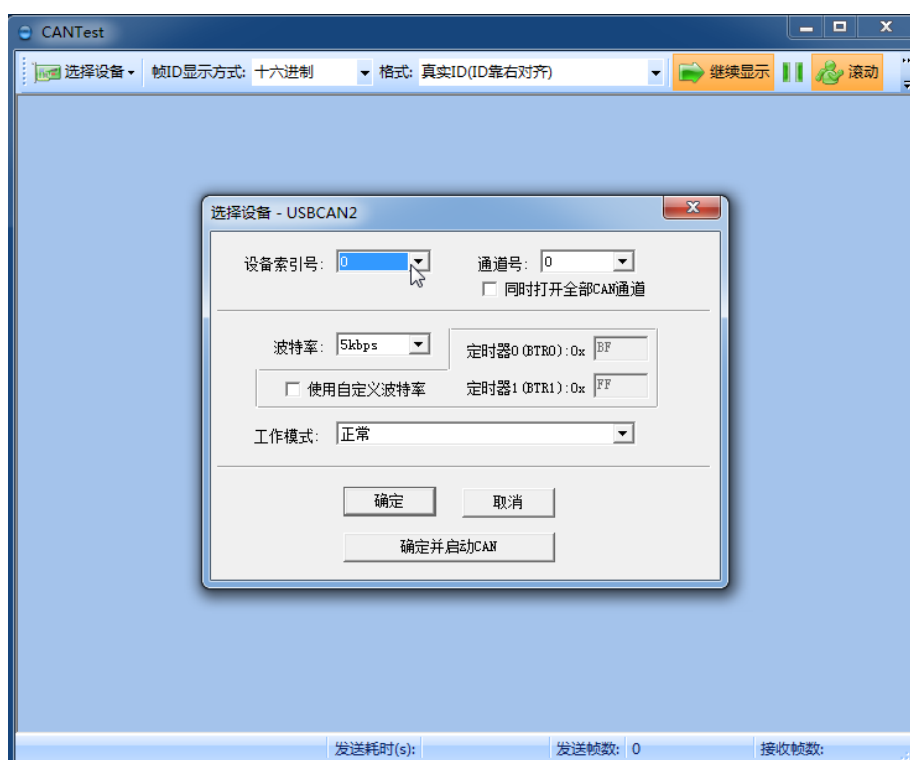 CANTest
选择设备 帧ID显示方式: 十六进制 格式: 真实ID(ID靠右对齐) 继续显示 滚动
选择设备 - USBCAN2
设备索引号: 0 通道号: 0
同时打开全部CAN通道
波特率: 5kbps 定时器0(BTR0):0x BF
使用自定义波特率 定时器1(BTR1):0x FF
工作模式: 正常
确定 取消
确定并启动CAN
发送耗时(s): 发送帧数: 0 接收帧数: